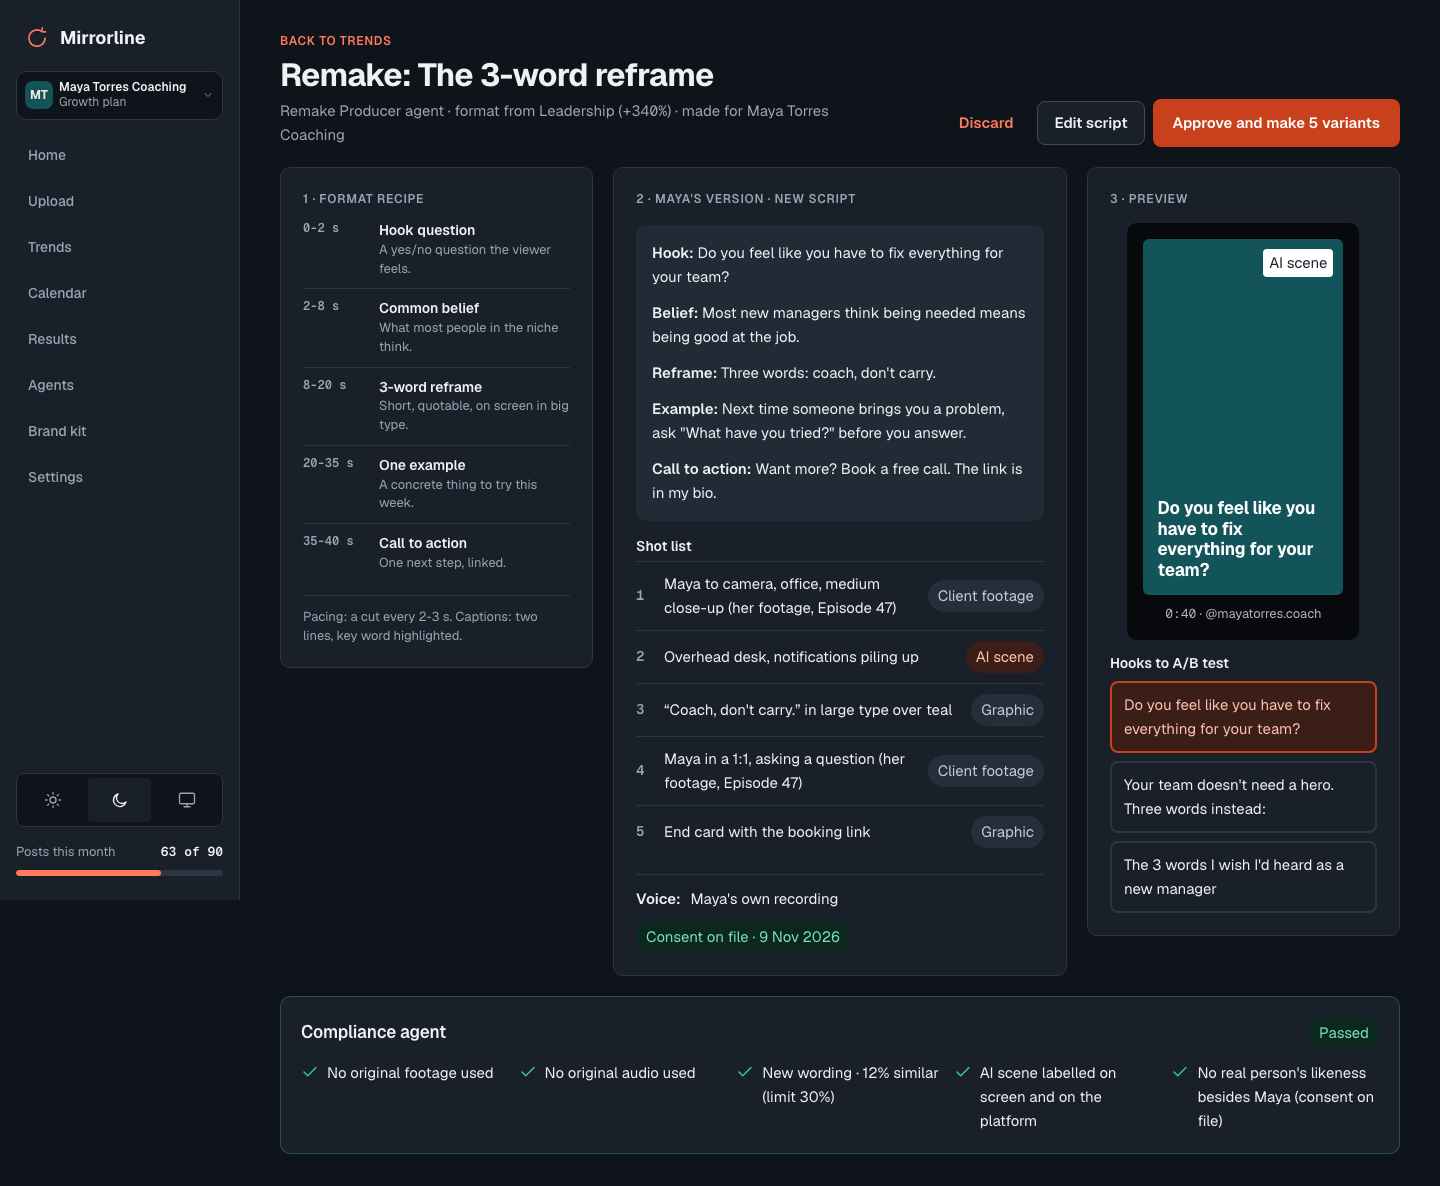 Mirrorline
MT
Maya Torres Coaching
Growth plan
Home
Upload
Trends
Calendar
Results
Agents
Brand kit
Settings
Posts this month
63 of 90
BACK TO TRENDS
Remake: The 3-word reframe
Remake Producer agent · format from Leadership (+340%) · made for Maya Torres
Coaching
Discard
Edit script
Approve and make 5 variants
1 · FORMAT RECIPE
0-2 s
Hook question
A yes/no question the viewer
feels.
2-8 s
Common belief
What most people in the niche
think.
8-20 s
3-word reframe
Short, quotable, on screen in big
type.
20-35 s
One example
A concrete thing to try this
week.
35-40 s
Call to action
One next step, linked.
Pacing: a cut every 2-3 s. Captions: two
lines, key word highlighted.
2 · MAYA'S VERSION · NEW SCRIPT
Hook: Do you feel like you have to fix everything for
your team?
Belief: Most new managers think being needed means
being good at the job.
Reframe: Three words: coach, don't carry.
Example: Next time someone brings you a problem,
ask "What have you tried?" before you answer.
Call to action: Want more? Book a free call. The link is
in my bio.
Shot list
1
Maya to camera, office, medium
close-up (her footage, Episode 47)
Client footage
2
Overhead desk, notifications piling up
AI scene
3
“Coach, don't carry.” in large type over teal
Graphic
4
Maya in a 1:1, asking a question (her
footage, Episode 47)
Client footage
5
End card with the booking link
Graphic
Voice: Maya's own recording
Consent on file · 9 Nov 2026
3 · PREVIEW
AI scene
Do you feel like you
have to fix
everything for your
team?
0:40 · @mayatorres.coach
Hooks to A/B test
Do you feel like you have to fix
everything for your team?
Your team doesn't need a hero.
Three words instead:
The 3 words I wish I'd heard as a
new manager
Compliance agent
Passed
No original footage used
No original audio used
New wording · 12% similar
(limit 30%)
AI scene labelled on
screen and on the
platform
No real person's likeness
besides Maya (consent on
file)